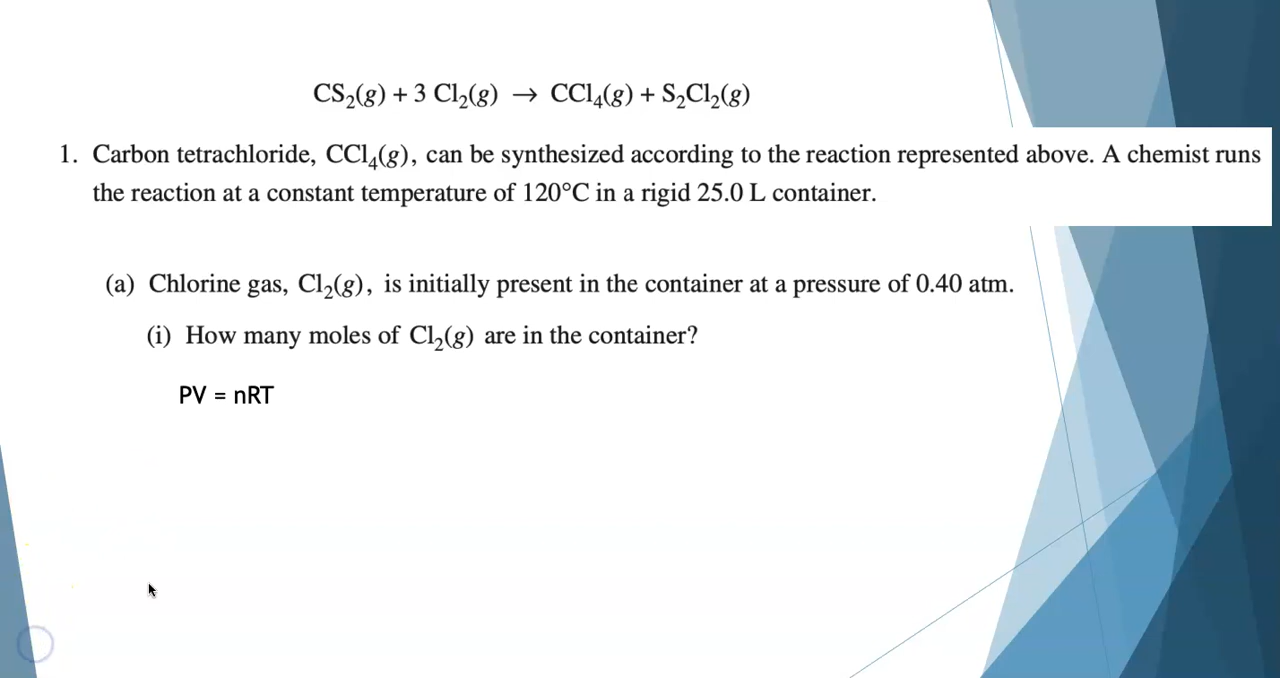 CS₂(g) + 3 Cl₂(g) → CCl₄(g) + S₂Cl₂(g)
1. Carbon tetrachloride, CCl₄(g), can be synthesized according to the reaction represented above. A chemist runs
the reaction at a constant temperature of 120°C in a rigid 25.0 L container.
(a) Chlorine gas, Cl₂(g), is initially present in the container at a pressure of 0.40 atm.
(i) How many moles of Cl₂(g) are in the container?
PV = nRT